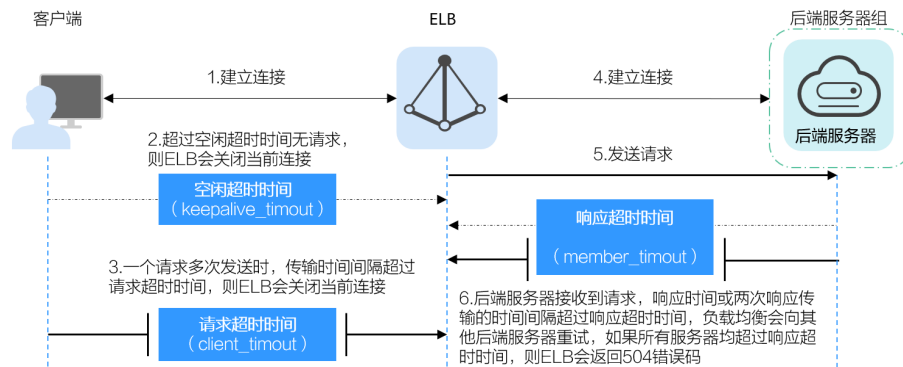 客户端
ELB
后端服务器组
1.建立连接
4.建立连接
后端服务器
2.超过空闲超时时间无请求，
则ELB会关闭当前连接
5.发送请求
空闲超时时间
（keepalive_timout）
响应超时时间
（member_timout）
3.一个请求多次发送时，传输时间间隔超过
请求超时时间，则ELB会关闭当前连接
请求超时时间
（client_timout）
6.后端服务器接收到请求，响应时间或两次响应传
输的时间间隔超过响应超时时间，负载均衡会向其
他后端服务器重试，如果所有服务器均超过响应超
时时间，则ELB会返回504错误码